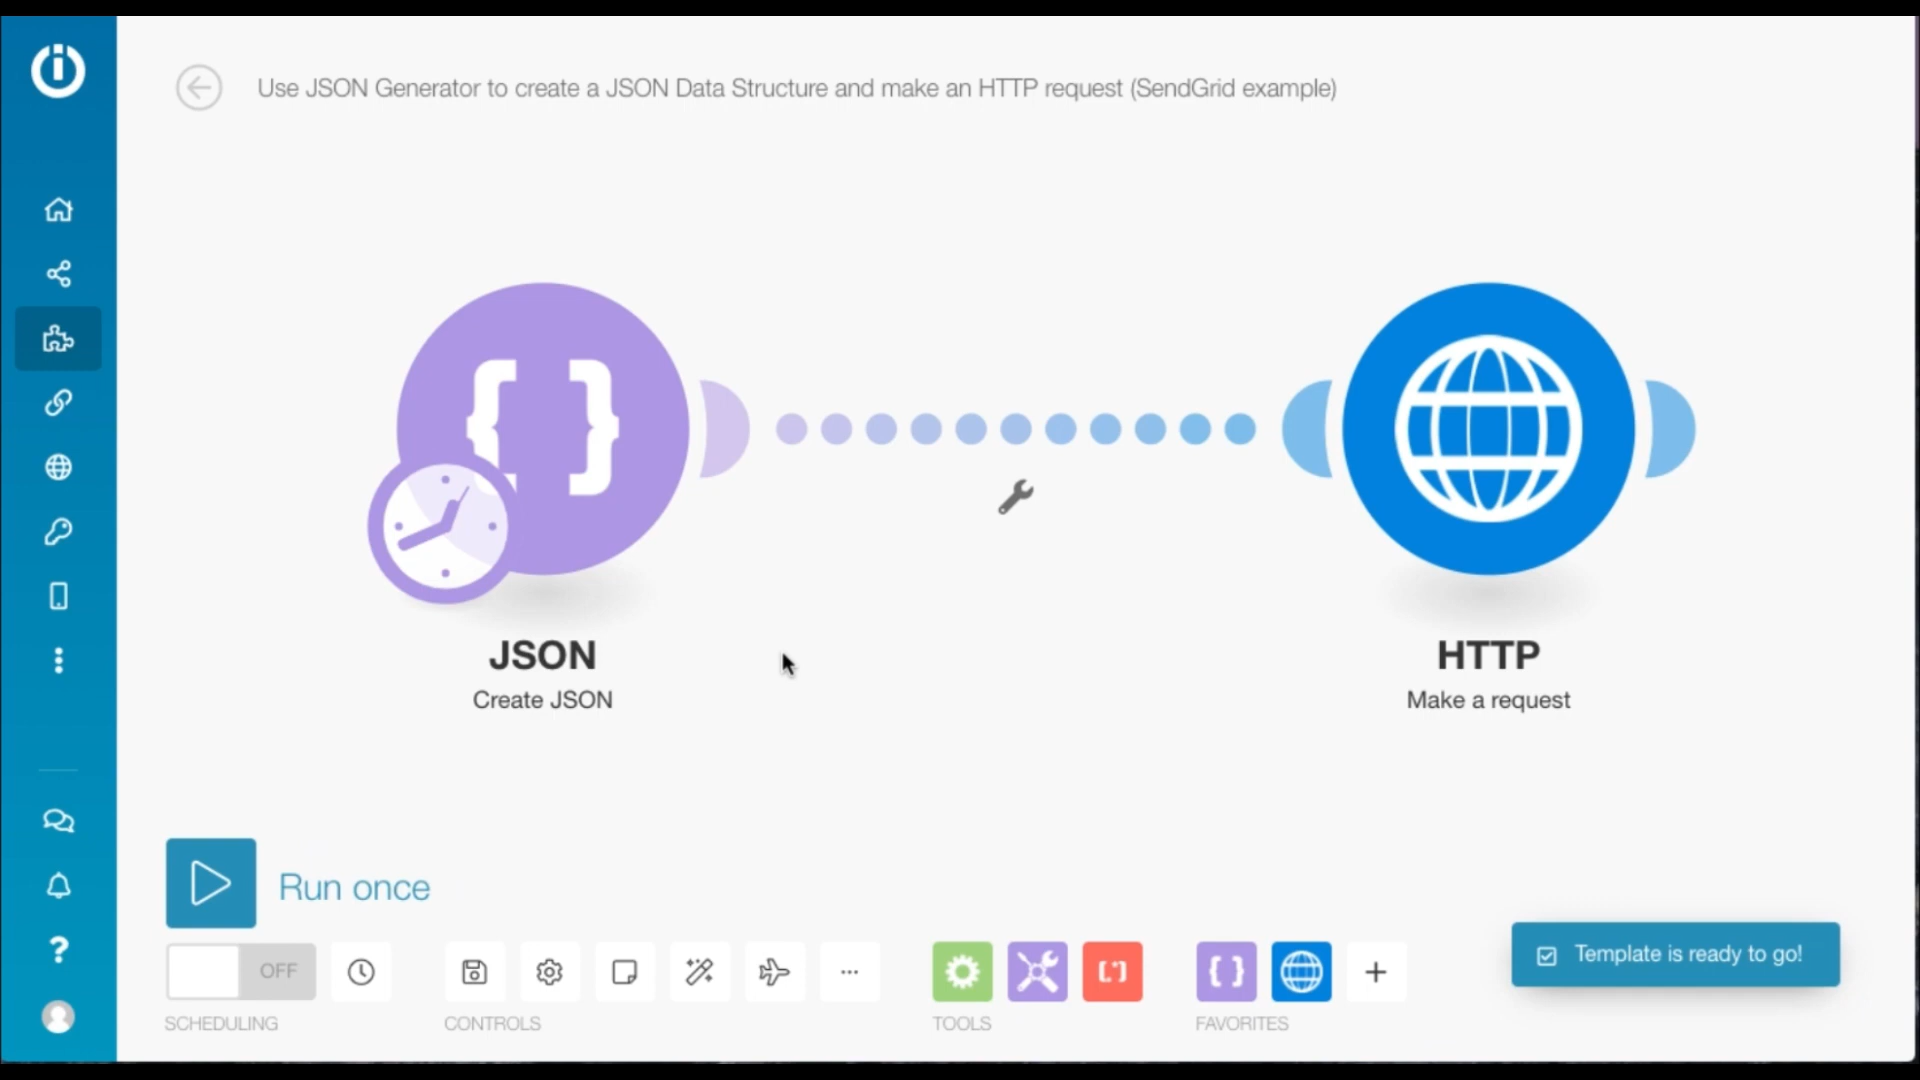 Use JSON Generator to create a JSON Data Structure and make an HTTP request (SendGrid example)
JSON
Create JSON
HTTP
Make a request
Run once
OFF
Template is ready to go!
SCHEDULING
CONTROLS
TOOLS
FAVORITES